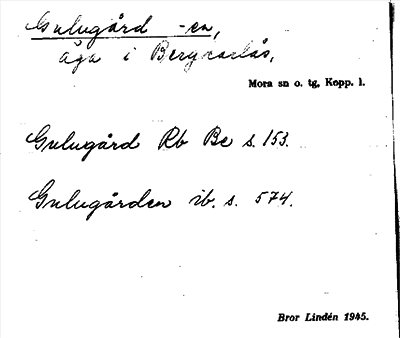 Gulugård -en,
äga i Bergkarlås,
Mora sn o. tg, Kopp. l.
Gulugård Rb Be s. 153.
Gulugården ib. s. 574.
Bror Lindén 1945.